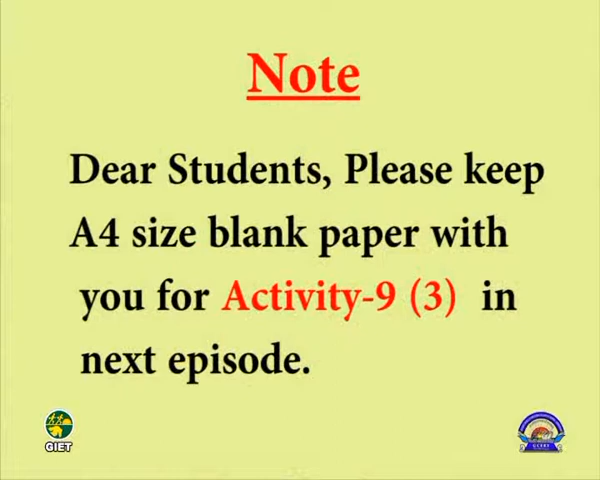 Note
Dear Students, Please keep
A4 size blank paper with
you for Activity-9 (3) in
next episode.
GIET